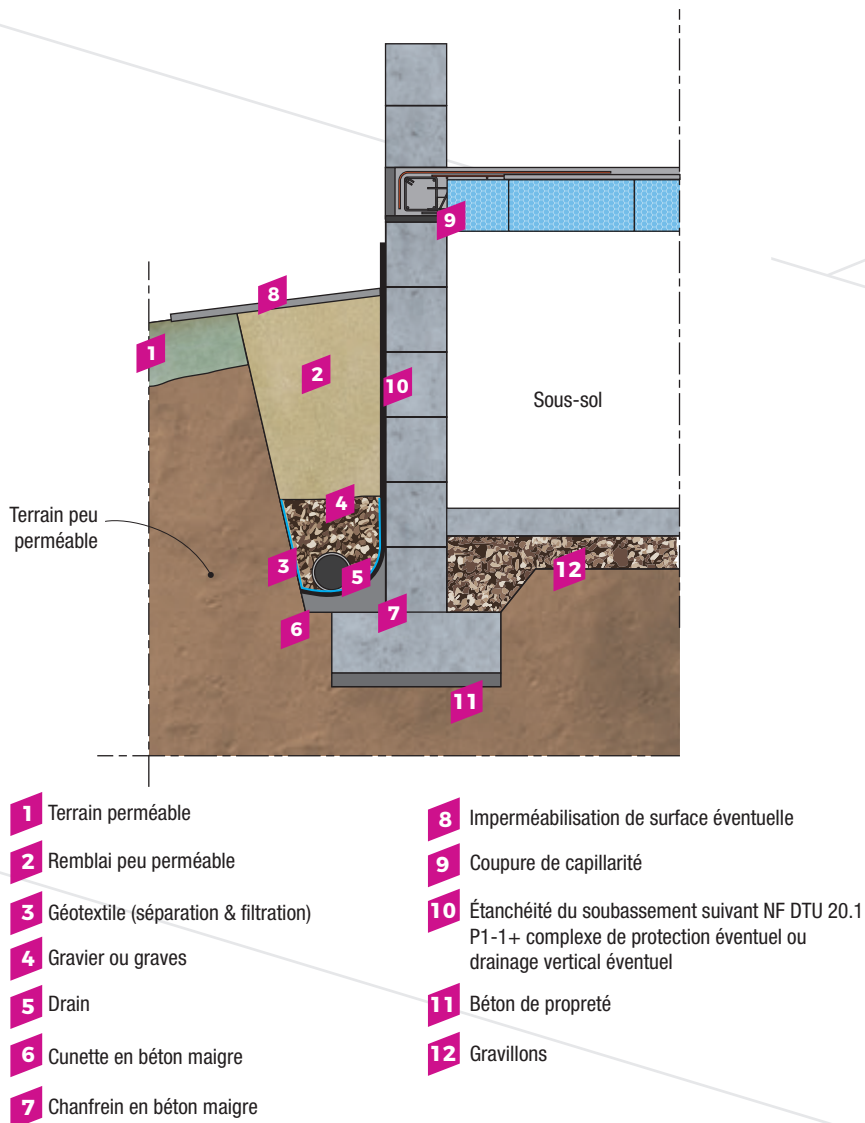 9
8
1
2
10
Sous-sol
4
Terrain peu
perméable
3
5
12
7
6
11
1 Terrain perméable
2 Remblai peu perméable
3 Géotextile (séparation & filtration)
4 Gravier ou graves
5 Drain
6 Cunette en béton maigre
7 Chanfrein en béton maigre
8 Imperméabilisation de surface éventuelle
9 Coupure de capillarité
10 Étanchéité du soubassement suivant NF DTU 20.1
P1-1+ complexe de protection éventuel ou
drainage vertical éventuel
11 Béton de propreté
12 Gravillons